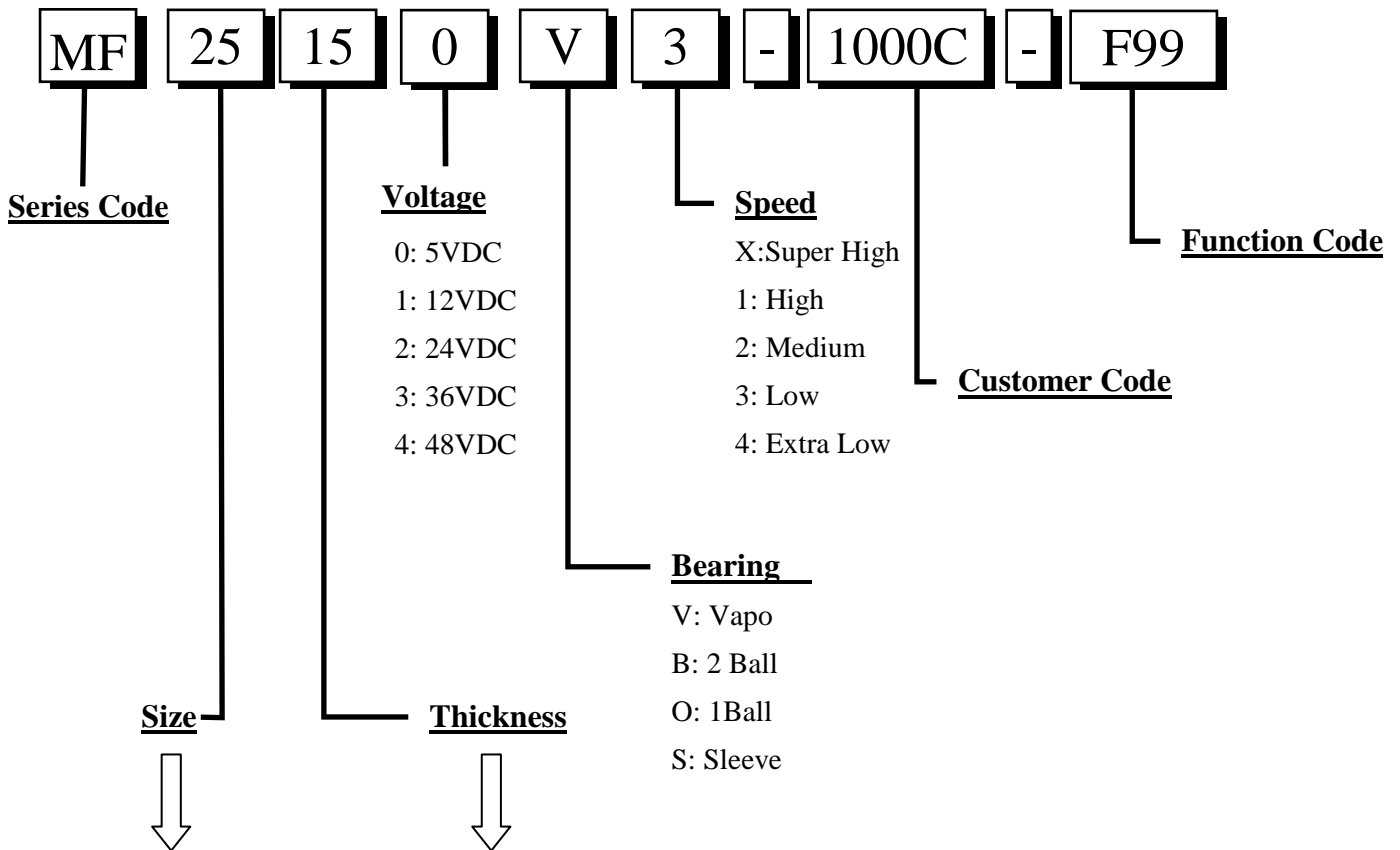 MF 25 15 0 V 3 - 1000C - F99
Series Code
Voltage
0: 5VDC
1: 12VDC
2: 24VDC
3: 36VDC
4: 48VDC
Speed
X:Super High
1: High
2: Medium
3: Low
4: Extra Low
Function Code
Customer Code
Bearing
V: Vapo
B: 2 Ball
O: 1Ball
S: Sleeve
Size
Thickness